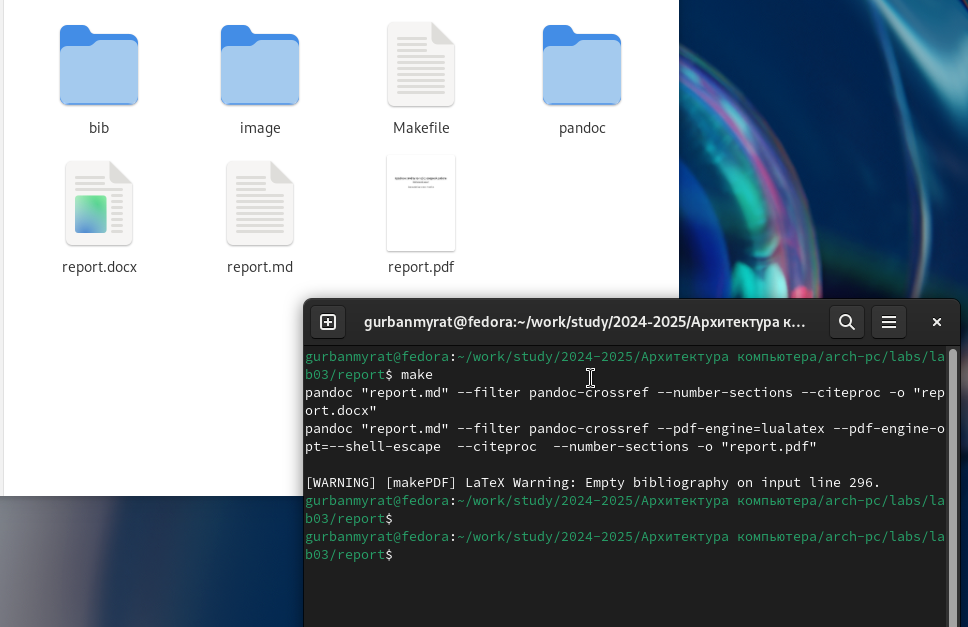 bib
image
Makefile
pandoc
report.docx
report.md
report.pdf
gurbanmyrat@fedora:~/work/study/2024-2025/Архитектура к...
gurbanmyrat@fedora:~/work/study/2024-2025/Архитектура компьютера/arch-pc/labs/la
b03/report$ make
pandoc "report.md" --filter pandoc-crossref --number-sections --citeproc -o "rep
ort.docx"
pandoc "report.md" --filter pandoc-crossref --pdf-engine=lualatex --pdf-engine-o
pt=--shell-escape  --citeproc  --number-sections -o "report.pdf"
[WARNING] [makePDF] LaTeX Warning: Empty bibliography on input line 296.
gurbanmyrat@fedora:~/work/study/2024-2025/Архитектура компьютера/arch-pc/labs/la
b03/report$
gurbanmyrat@fedora:~/work/study/2024-2025/Архитектура компьютера/arch-pc/labs/la
b03/report$